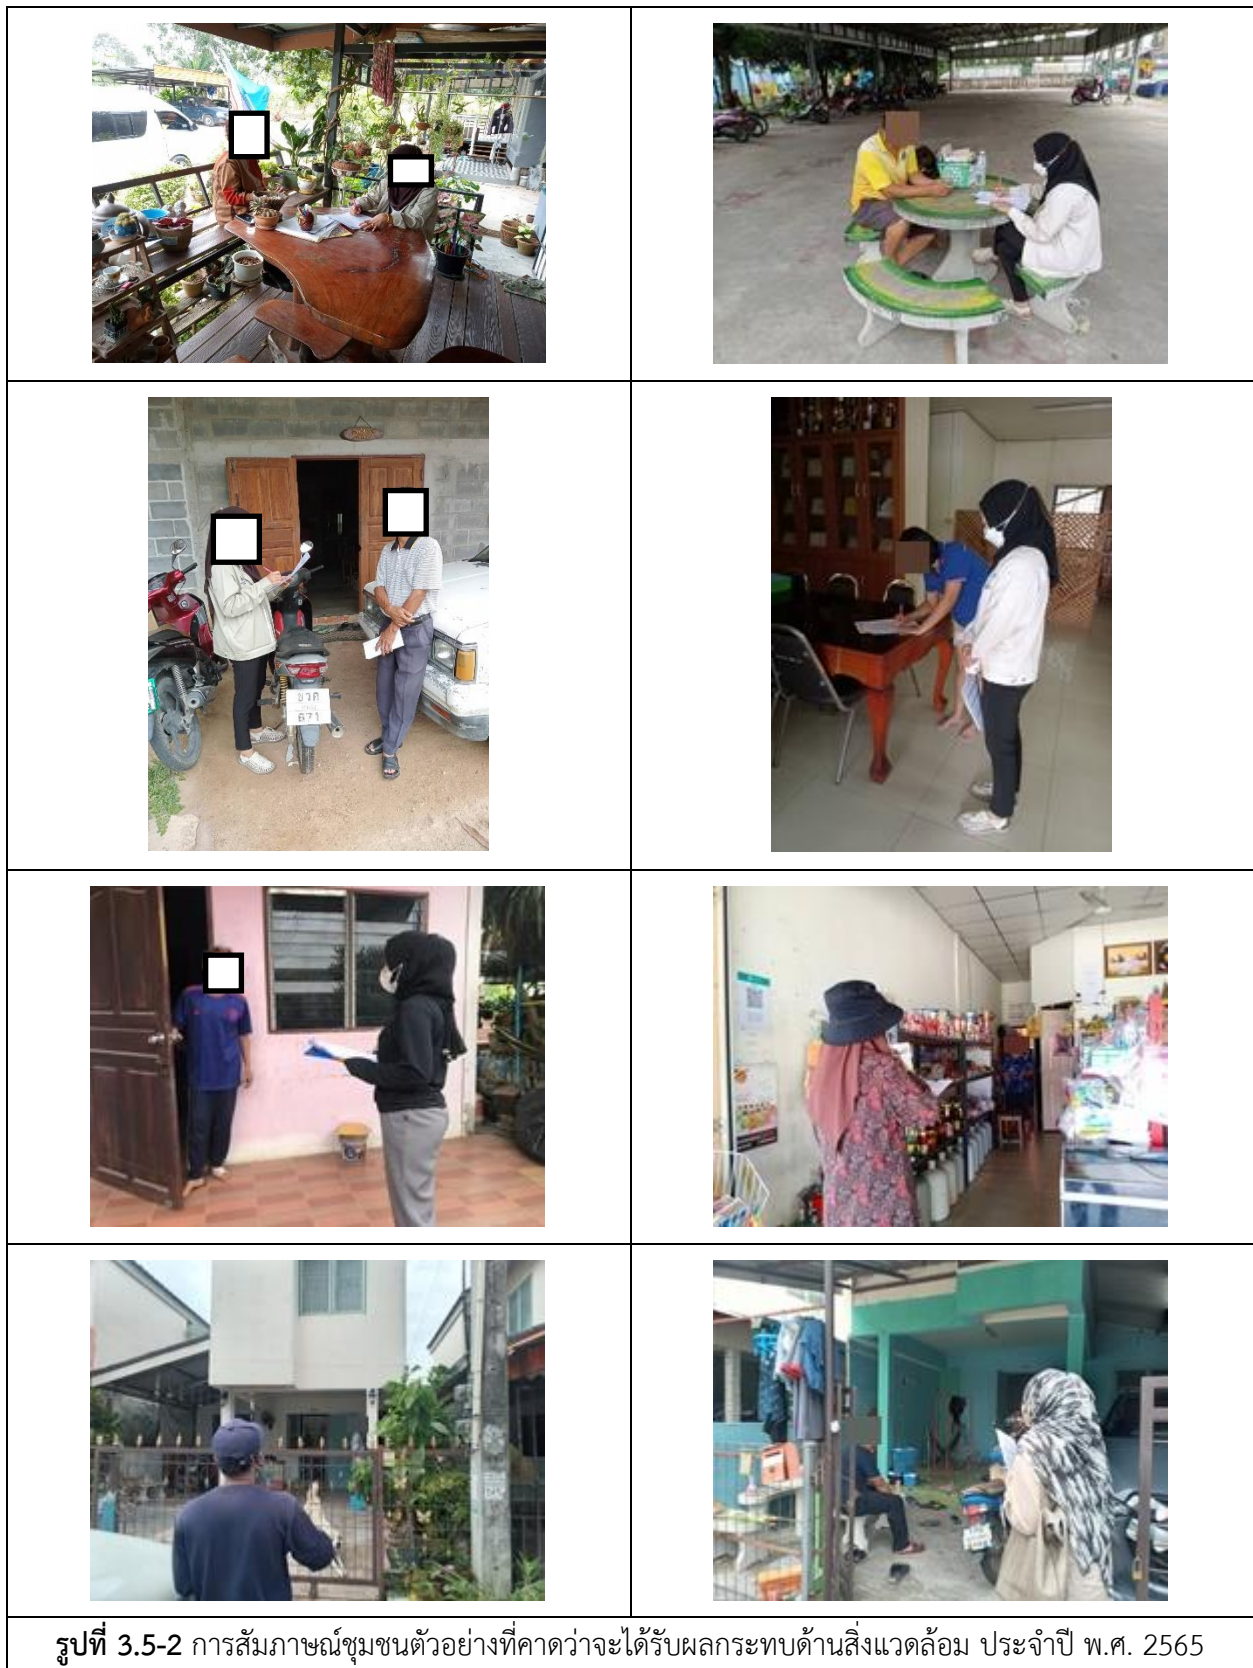 ขวค
671
รูปที่ 3.5-2 การสัมภาษณ์ชุมชนตัวอย่างที่คาดว่าจะได้รับผลกระทบด้านสิ่งแวดล้อม ประจำปี พ.ศ. 2565